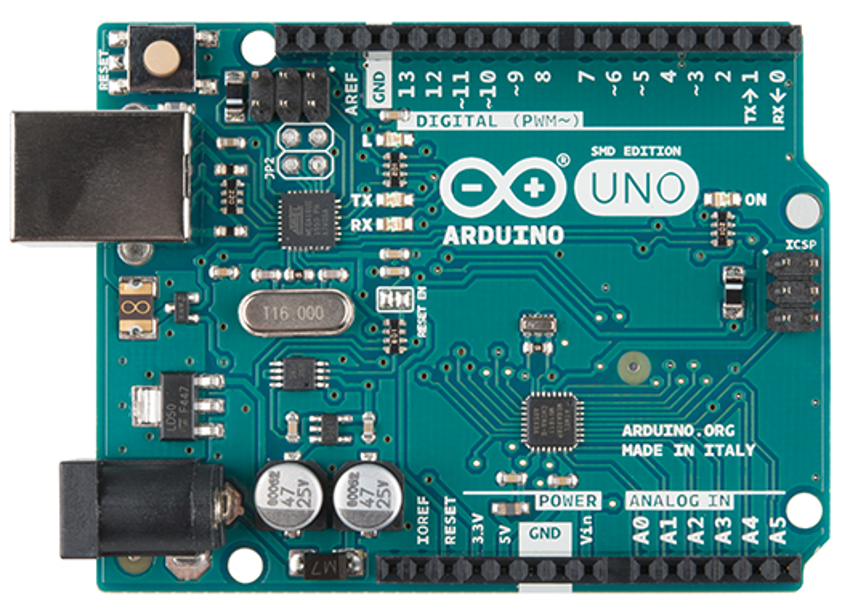 RESET
AREF
GND
13
12
~11
~10
~9
8
7
~6
~5
4
~3
2
TX→1
RX←0
DIGITAL (PWM~)
L
JP2
TX
RX
®
SMD EDITION
UNO
ARDUINO
ON
ICSP
T16.000
RESET EN
8
LD50
ARDUINO.ORG
MADE IN ITALY
47
25V
47
25V
POWER
ANALOG IN
IOREF
RESET
3.3V
5V
GND
Vin
A0
A1
A2
A3
A4
A5
M7